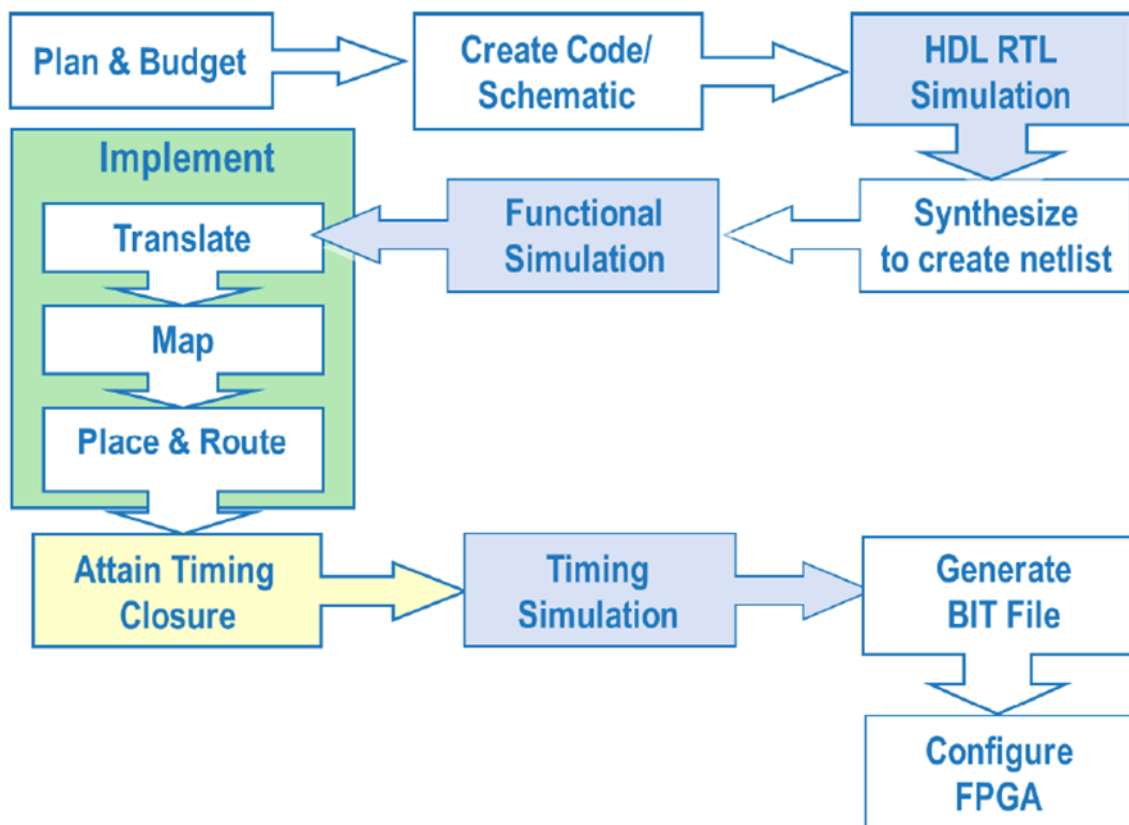 Plan & Budget
Create Code/
Schematic
HDL RTL
Simulation
Implement
Translate
Map
Place & Route
Functional
Simulation
Synthesize
to create netlist
Attain Timing
Closure
Timing
Simulation
Generate
BIT File
Configure
FPGA